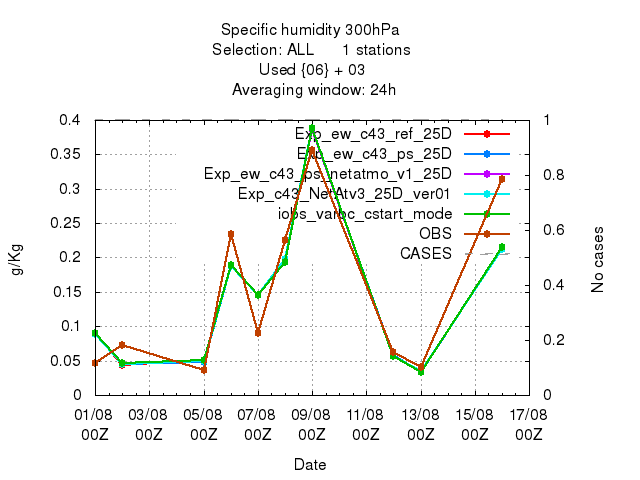 Specific humidity 300hPa
Selection: ALL 1 stations
Used {06} + 03
Averaging window: 24h
0.4
0.35
0.3
0.25
0.2
0.15
0.1
0.05
0
g/Kg
1
0.8
0.6
0.4
0.2
0
No cases
Exp_ew_c43_ref_25D
Exp_ew_c43_ps_25D
Exp_ew_c43_ps_netatmo_v1_25D
Exp_c43_NetAtv3_25D_ver01
iobs_varbc_cstart_mode
OBS
CASES
01/08 03/08 05/08 07/08 09/08 11/08 13/08 15/08 17/08
00Z 00Z 00Z 00Z 00Z 00Z 00Z 00Z 00Z
Date